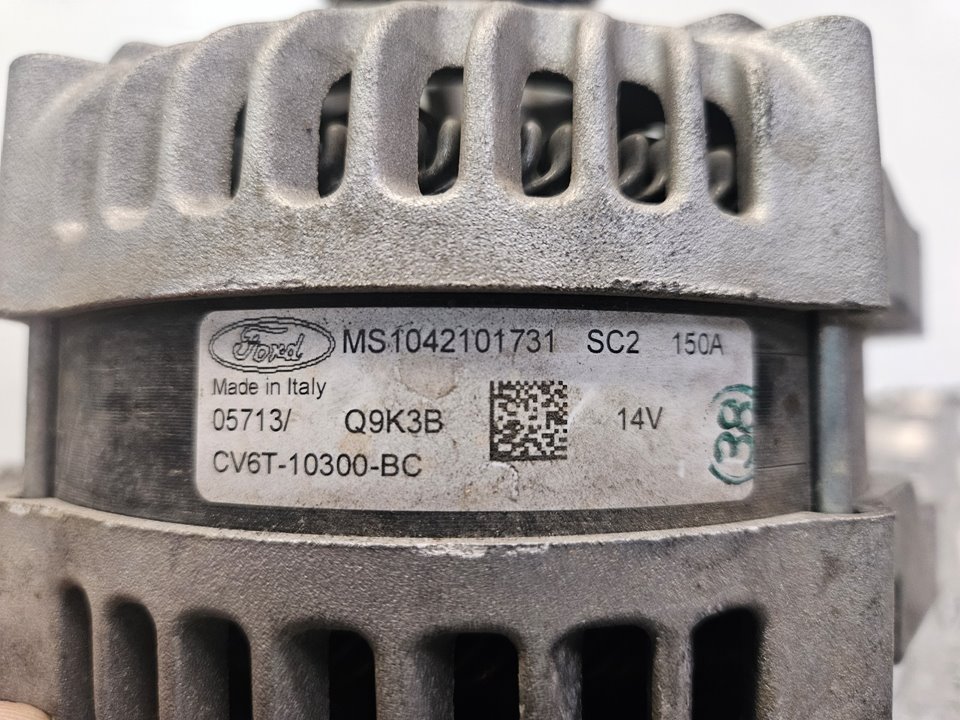 Ford MS1042101731 SC2 150A
Made in Italy
05713/ Q9K3B 14V
CV6T-10300-BC
(38)